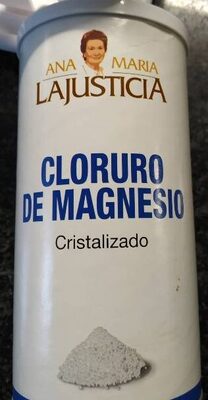 ANA MARIA
LAJUSTICIA
CLORURO
DE MAGNESIO
Cristalizado